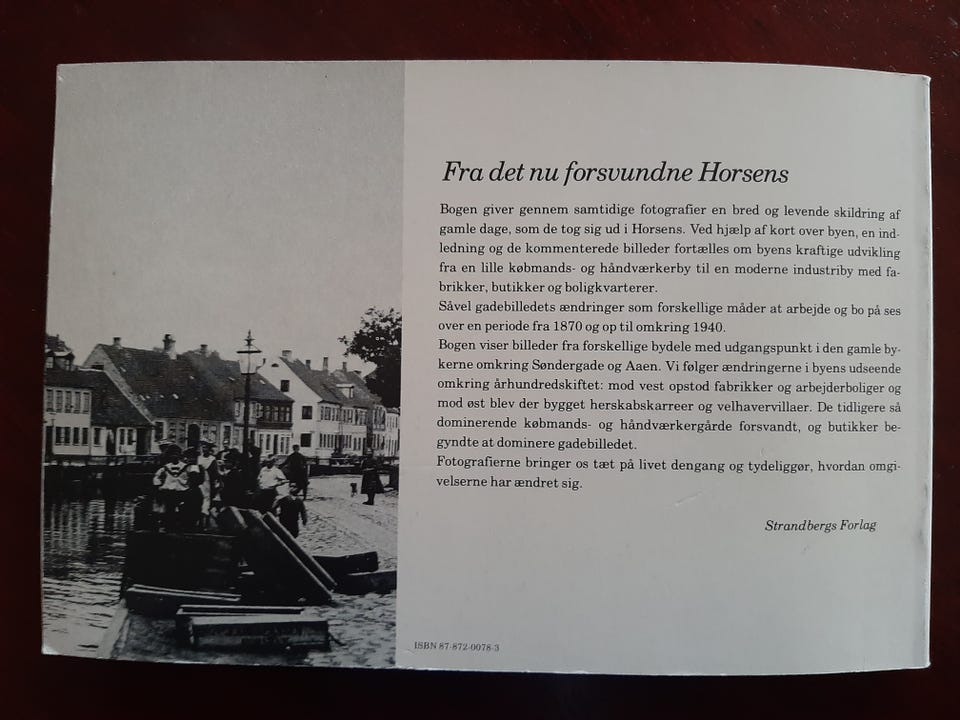 Fra det nu forsvundne Horsens
Bogen giver gennem samtidige fotografier en bred og levende skildring af
gamle dage, som de tog sig ud i Horsens. Ved hjælp af kort over byen, en ind-
ledning og de kommenterede billeder fortælles om byens kraftige udvikling
fra en lille købmands- og håndværkerby til en moderne industriby med fa-
brikker, butikker og boligkvarterer.
Såvel gadebilledets ændringer som forskellige måder at arbejde og bo på ses
over en periode fra 1870 og op til omkring 1940.
Bogen viser billeder fra forskellige bydele med udgangspunkt i den gamle by-
kerne omkring Søndergade og Aaen. Vi følger ændringerne i byens udseende
omkring århundredskiftet: mod vest opstod fabrikker og arbejderboliger og
mod øst blev der bygget herskabskarreer og velhavervillaer. De tidligere så
dominerende købmands- og håndværkergårde forsvandt, og butikker be-
gyndte at dominere gadebilledet.
Fotografierne bringer os tæt på livet dengang og tydeliggør, hvordan omgi-
velserne har ændret sig.
Strandbergs Forlag
ISBN 87-872-0078-3